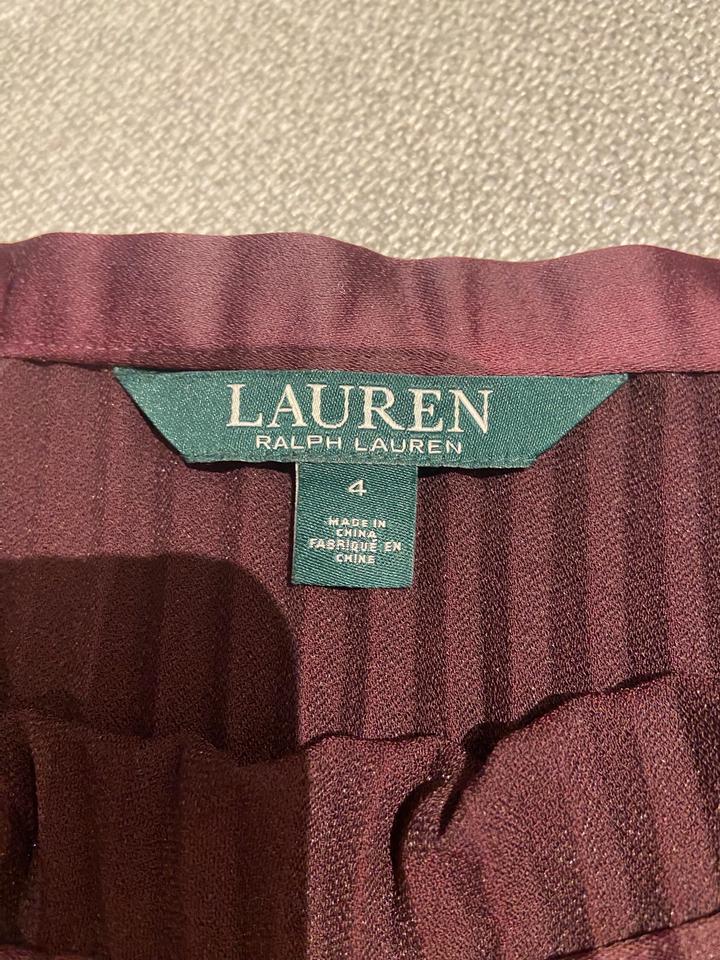 LAUREN
RALPH LAUREN
4
MADE IN
CHINA
FABRIQUÉ EN
CHINE